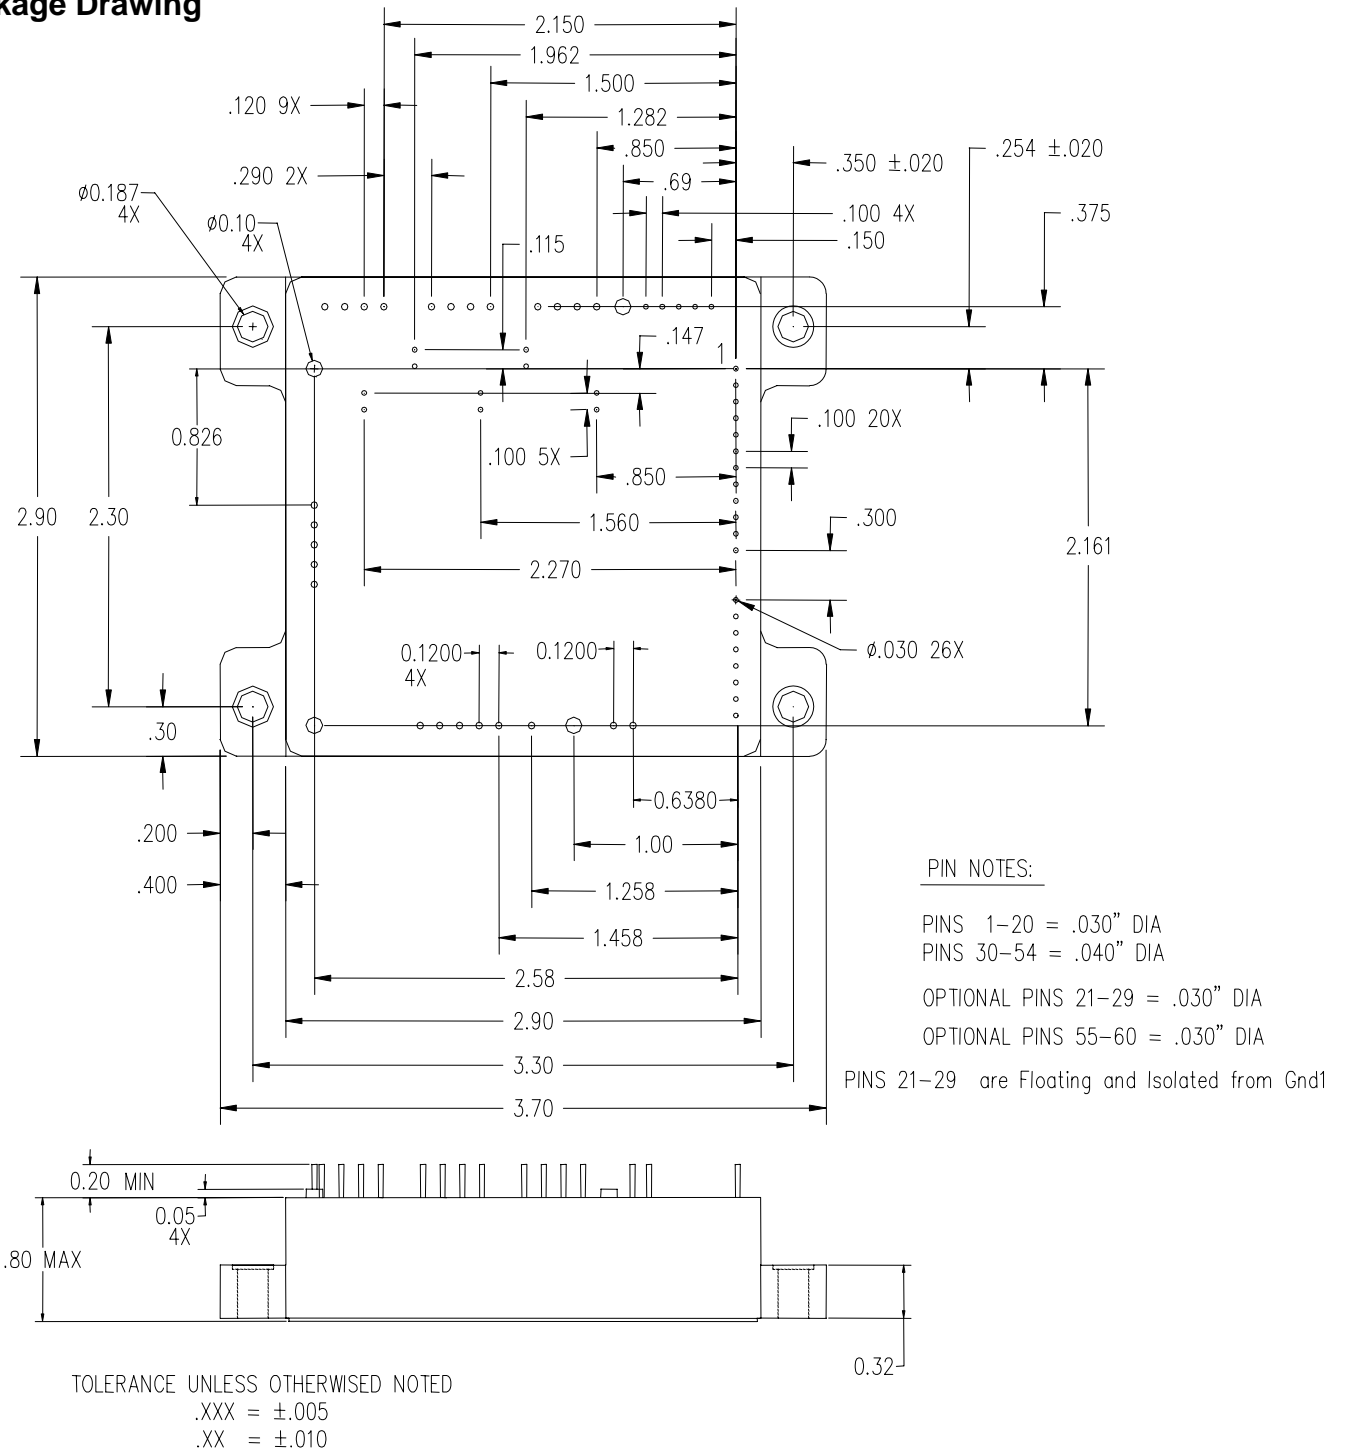 kage Drawing
2.150
1.962
1.500
.120 9X
1.282
.850
.254 ±.020
.350 ±.020
.290 2X
.69
ø0.187
4X
.100 4X
.375
ø0.10
4X
.150
.115
.147
1
.100 20X
0.826
.100 5X
.850
2.90
2.30
1.560
.300
2.161
2.270
0.1200
4X
0.1200
ø.030 26X
.30
0.6380
.200
1.00
.400
1.258
1.458
2.58
2.90
3.30
3.70
PIN NOTES:
PINS 1-20 = .030" DIA
PINS 30-54 = .040" DIA
OPTIONAL PINS 21-29 = .030" DIA
OPTIONAL PINS 55-60 = .030" DIA
PINS 21-29 are Floating and Isolated from Gnd1
0.20 MIN
0.05
4X
.80 MAX
0.32
TOLERANCE UNLESS OTHERWISED NOTED
.XXX = ±.005
.XX = ±.010